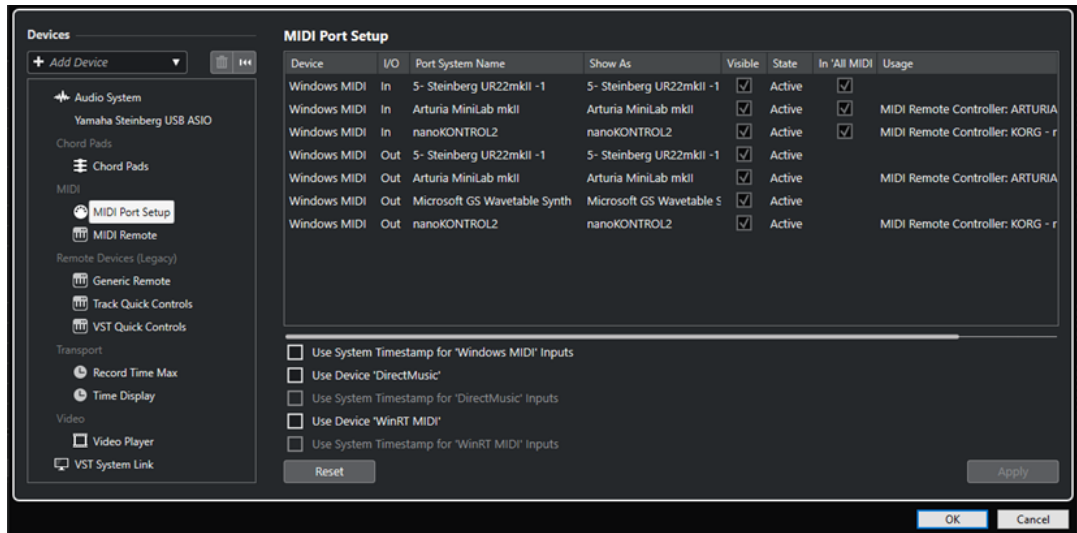 Devices
+ Add Device
Audio System
Yamaha Steinberg USB ASIO
Chord Pads
Chord Pads
MIDI
MIDI Port Setup
MIDI Remote
Remote Devices (Legacy)
Generic Remote
Track Quick Controls
VST Quick Controls
Transport
Record Time Max
Time Display
Video
Video Player
VST System Link
MIDI Port Setup
Device I/O Port System Name Show As Visible State In 'All MIDI Usage
Windows MIDI In 5- Steinberg UR22mkII -1 5- Steinberg UR22mkII -1 Active
Windows MIDI In Arturia MiniLab mkII Arturia MiniLab mkII Active MIDI Remote Controller: ARTURIA
Windows MIDI In nanoKONTROL2 nanoKONTROL2 Active MIDI Remote Controller: KORG - r
Windows MIDI Out 5- Steinberg UR22mkII -1 5- Steinberg UR22mkII -1 Active
Windows MIDI Out Arturia MiniLab mkII Arturia MiniLab mkII Active MIDI Remote Controller: ARTURIA
Windows MIDI Out Microsoft GS Wavetable Synth Microsoft GS Wavetable S Active
Windows MIDI Out nanoKONTROL2 nanoKONTROL2 Active MIDI Remote Controller: KORG - r
Use System Timestamp for 'Windows MIDI' Inputs
Use Device 'DirectMusic'
Use System Timestamp for 'DirectMusic' Inputs
Use Device 'WinRT MIDI'
Use System Timestamp for 'WinRT MIDI' Inputs
Reset Apply
OK Cancel